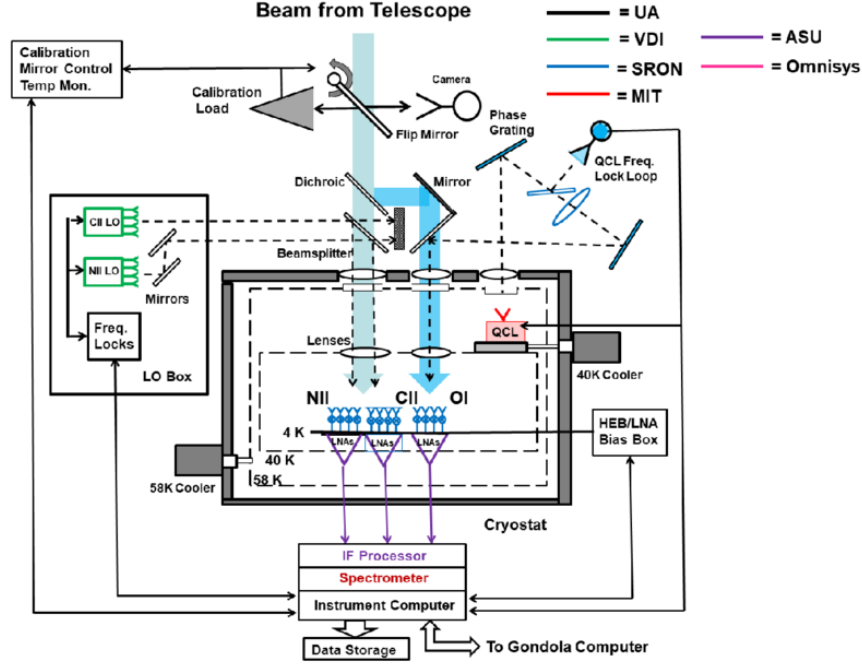 Beam from Telescope
= UA
= VDI
= SRON
= MIT
= ASU
= Omnisys
Calibration
Mirror Control
Temp Mon.
Calibration
Load
Camera
Flip Mirror
Phase
Grating
QCL Freq.
Lock Loop
Dichroic
Mirror
CII LO
NII LO
Mirrors
Beamsplitter
Freq.
Locks
LO Box
Lenses
QCL
40K Cooler
NII
CII
OI
4 K
LNAs
LNAs
LNAs
HEB/LNA
Bias Box
40 K
58 K
58K Cooler
Cryostat
IF Processor
Spectrometer
Instrument Computer
Data Storage
To Gondola Computer